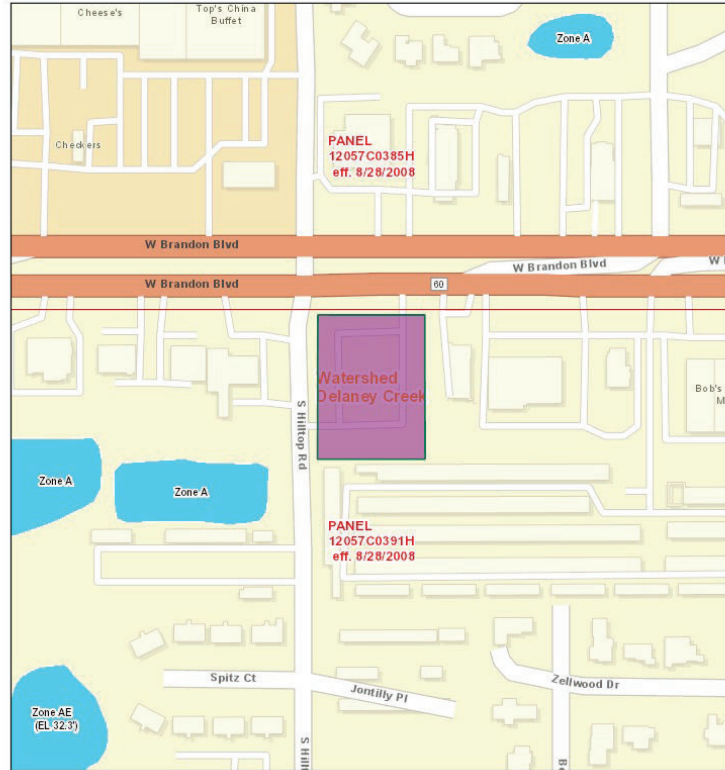 Cheese's
Top's China
Buffet
Zone A
Checkers
PANEL
12057C0385H
eff. 8/28/2008
W Brandon Blvd
W Brandon Blvd
W Brandon Blvd
60
Watershed
Delaney Creek
Bob's
S Hilltop Rd
Zone A
Zone A
PANEL
12057C0391H
eff. 8/28/2008
Spitz Ct
Jontilly Pl
Zellwood Dr
Zone AE
(EL 32.3')